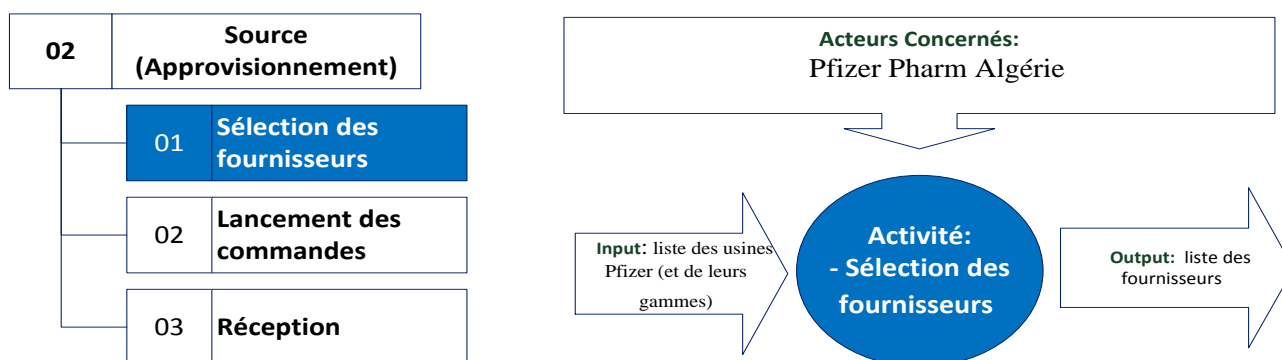 02
Source
(Approvisionnement)
01
Sélection des
fournisseurs
02
Lancement des
commandes
03
Réception
Acteurs Concernés:
Pfizer Pharm Algérie
Input: liste des usines
Pfizer (et de leurs
gammes)
Activité:
- Sélection des
fournisseurs
Output: liste des
fournisseurs